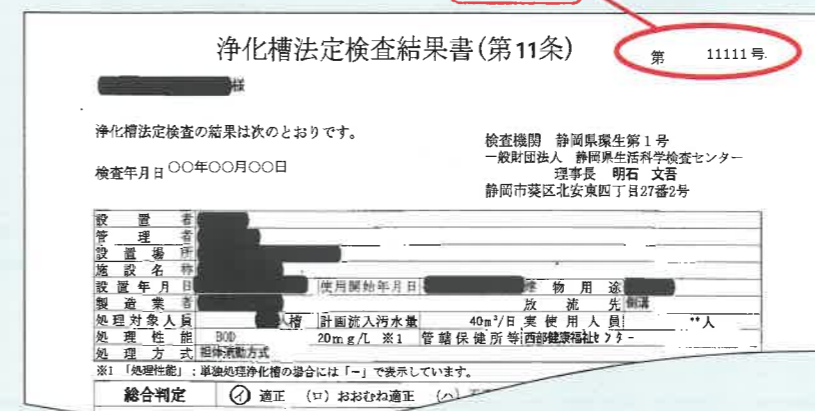 浄化槽法定検査結果書(第11条)
第 11111号.
様
浄化槽法定検査の結果は次のとおりです。
検査年月日○○年○○月○○日
検査機関 静岡県環生第1号
一般財団法人 静岡県生活科学検査センター
理事長 明石 文吾
静岡市葵区北安東四丁目27番2号
設置者
管理者
設置場所
施設名称
設置年月日 使用開始年月日 建物用途
製造業者 放流先 側溝
処理対象人員 人槽 計画流入汚水量 40m³/日 実使用人員 **人
処理性能 BOD 20mg/L ※1 管轄保健所等 西部健康福祉センター
処理方式 担体流動方式
※1 「処理性能」:単独処理浄化槽の場合には「-」で表示しています。
総合判定 (イ) 適正 (ロ) おおむね適正 (ハ)